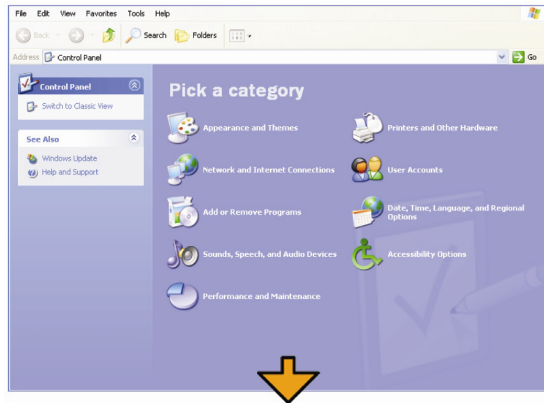 File Edit View Favorites Tools Help
Back Search Folders
Address Control Panel Go
Control Panel
Switch to Classic View
See Also
Windows Update
Help and Support
Pick a category
Appearance and Themes
Printers and Other Hardware
Network and Internet Connections
User Accounts
Add or Remove Programs
Date, Time, Language, and Regional
Options
Sounds, Speech, and Audio Devices
Accessibility Options
Performance and Maintenance